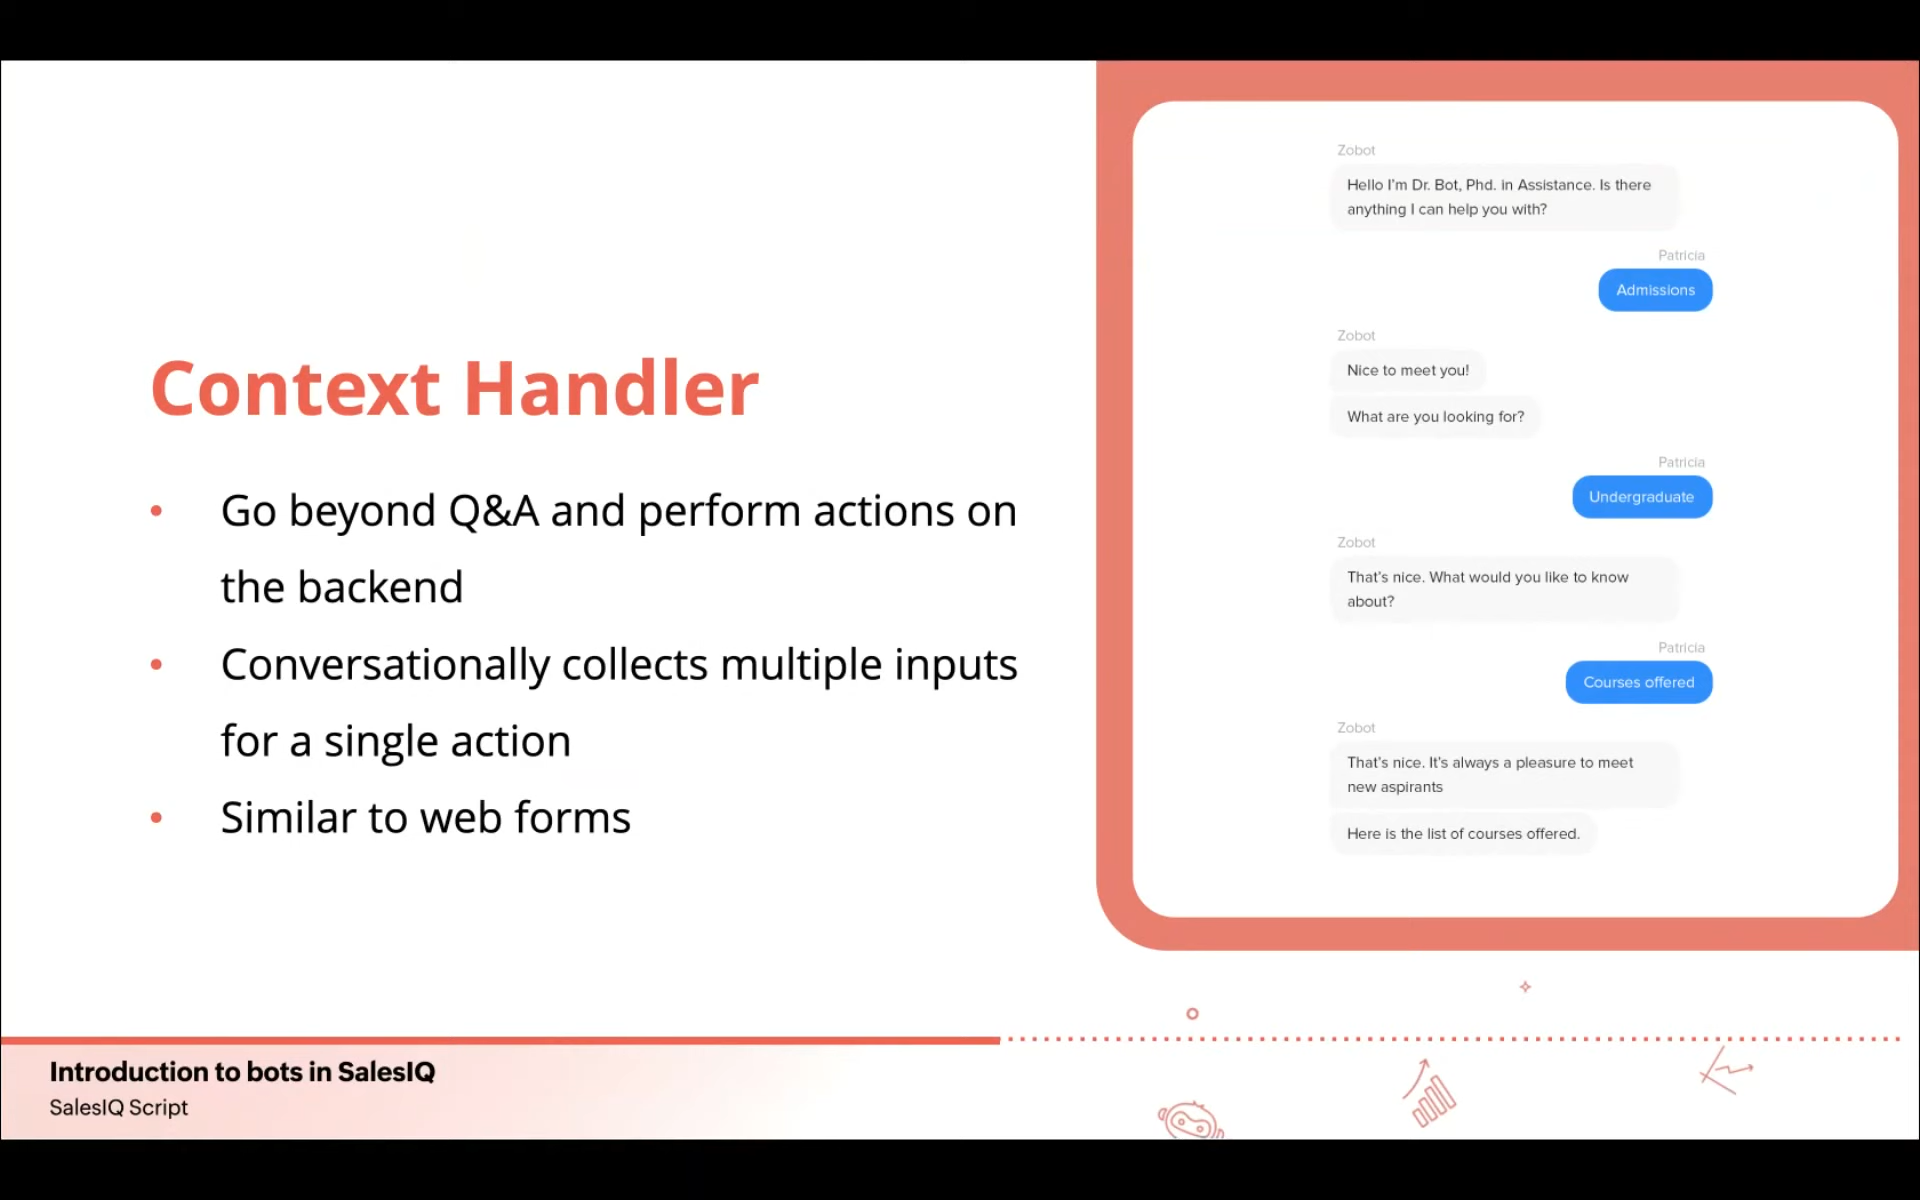 Context Handler
• Go beyond Q&A and perform actions on
the backend
• Conversationally collects multiple inputs
for a single action
• Similar to web forms
Zobot
Hello I'm Dr. Bot, Phd. in Assistance. Is there
anything I can help you with?
Patricia
Admissions
Zobot
Nice to meet you!
What are you looking for?
Patricia
Undergraduate
Zobot
That's nice. What would you like to know
about?
Patricia
Courses offered
Zobot
That's nice. It's always a pleasure to meet
new aspirants
Here is the list of courses offered.
Introduction to bots in SalesIQ
SalesIQ Script